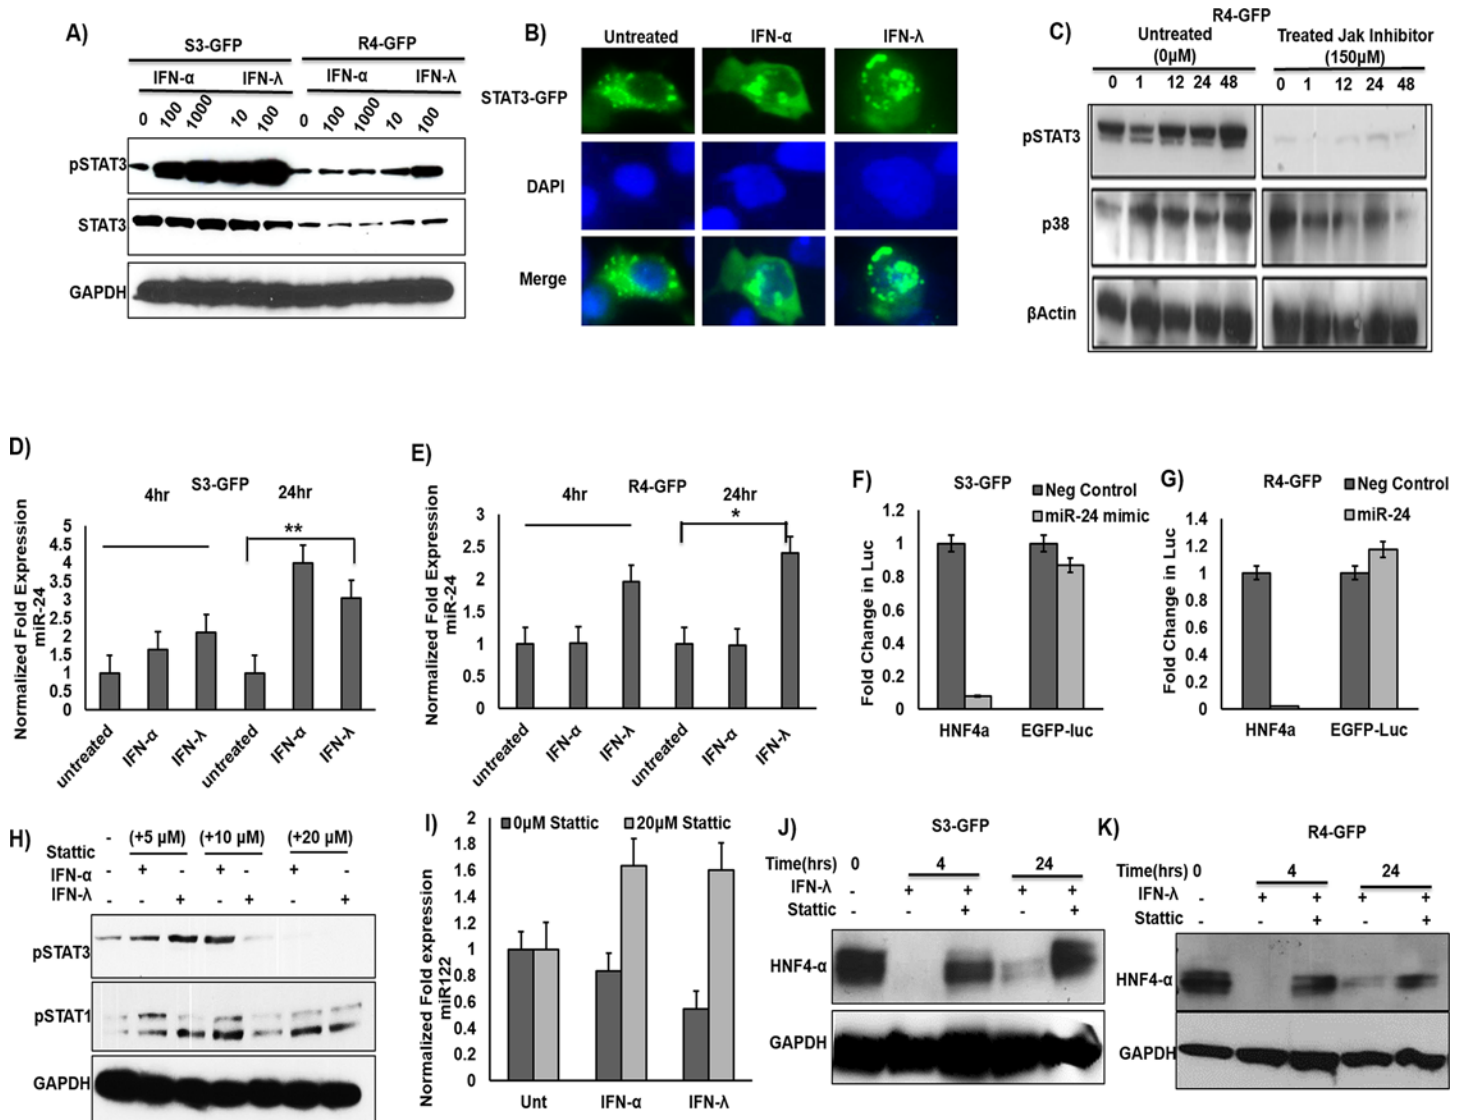 A)
S3-GFP R4-GFP
IFN-α IFN-λ IFN-α IFN-λ
0 100 1000 10 100 0 100 1000 10 100
pSTAT3
STAT3
GAPDH
B)
Untreated IFN-α IFN-λ
STAT3-GFP
DAPI
Merge
C)
R4-GFP
Untreated Treated Jak Inhibitor
(0µM) (150µM)
0 1 12 24 48 0 1 12 24 48
pSTAT3
p38
βActin
D)
S3-GFP
4hr 24hr
Normalized Fold Expression
miR-24
5
4.5
4
3.5
3
2.5
2
1.5
1
0.5
0
**
untreated IFN-α IFN-λ untreated IFN-α IFN-λ
E)
4hr R4-GFP 24hr
Normalized Fold Expression
miR-24
3
2.5
2
1.5
1
0.5
0
*
untreated IFN-α IFN-λ untreated IFN-α IFN-λ
F)
S3-GFP
Neg Control
miR-24 mimic
Fold Change in Luc
1.2
1
0.8
0.6
0.4
0.2
0
HNF4a EGFP-luc
G)
R4-GFP
Neg Control
miR-24
Fold Change in Luc
1.4
1.2
1
0.8
0.6
0.4
0.2
0
HNF4a EGFP-Luc
H)
Stattic - (+5 µM) (+10 µM) (+20 µM)
IFN-α - + - + - + -
IFN-λ - - + - + - +
pSTAT3
pSTAT1
GAPDH
I)
0µM Stattic 20µM Stattic
Normalized Fold expression
miR122
2
1.8
1.6
1.4
1.2
1
0.8
0.6
0.4
0.2
0
Unt IFN-α IFN-λ
J)
S3-GFP
Time(hrs) 0 4 24
IFN-λ - + + + +
Stattic - - + - +
HNF4-α
GAPDH
K)
R4-GFP
Time(hrs) 0 4 24
IFN-λ - + + + +
Stattic - - + - +
HNF4-α
GAPDH